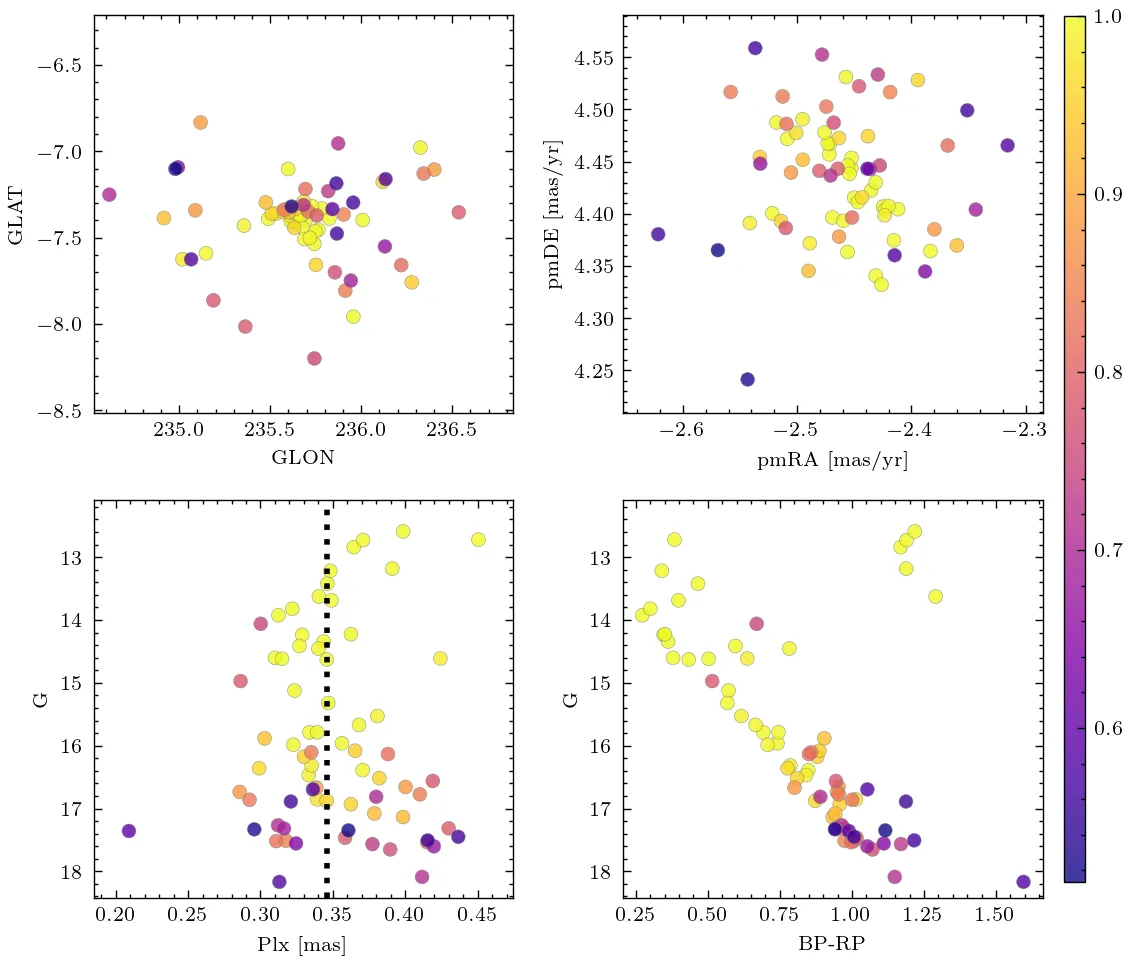 −6.5
−7.0
−7.5
−8.0
−8.5
GLAT
235.0 235.5 236.0 236.5
GLON
4.55
4.50
4.45
4.40
4.35
4.30
4.25
pmDE [mas/yr]
−2.6 −2.5 −2.4 −2.3
pmRA [mas/yr]
1.0
0.9
0.8
0.7
0.6
13
14
15
16
17
18
G
0.20 0.25 0.30 0.35 0.40 0.45
Plx [mas]
13
14
15
16
17
18
G
0.25 0.50 0.75 1.00 1.25 1.50
BP-RP